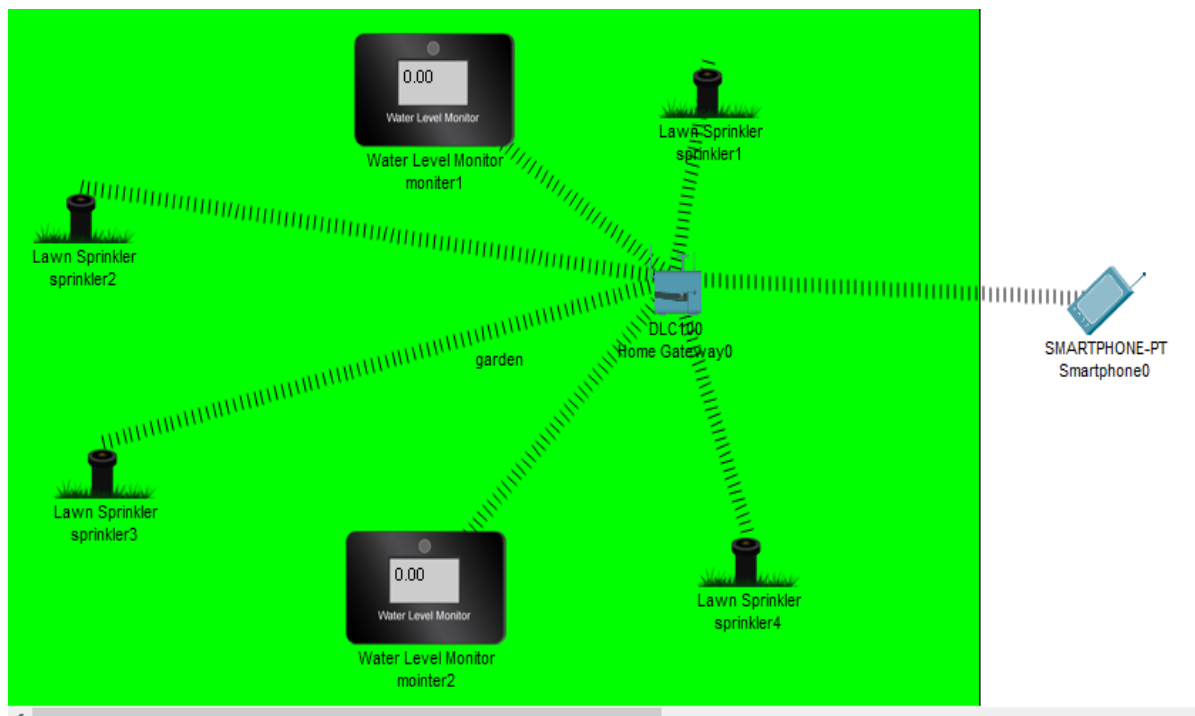 0.00
Water Level Monitor
Water Level Monitor
moniter1
Lawn Sprinkler
sprinkler1
Lawn Sprinkler
sprinkler2
DLC100
Home Gateway0
garden
SMARTPHONE-PT
Smartphone0
Lawn Sprinkler
sprinkler3
0.00
Water Level Monitor
Water Level Monitor
mointer2
Lawn Sprinkler
sprinkler4